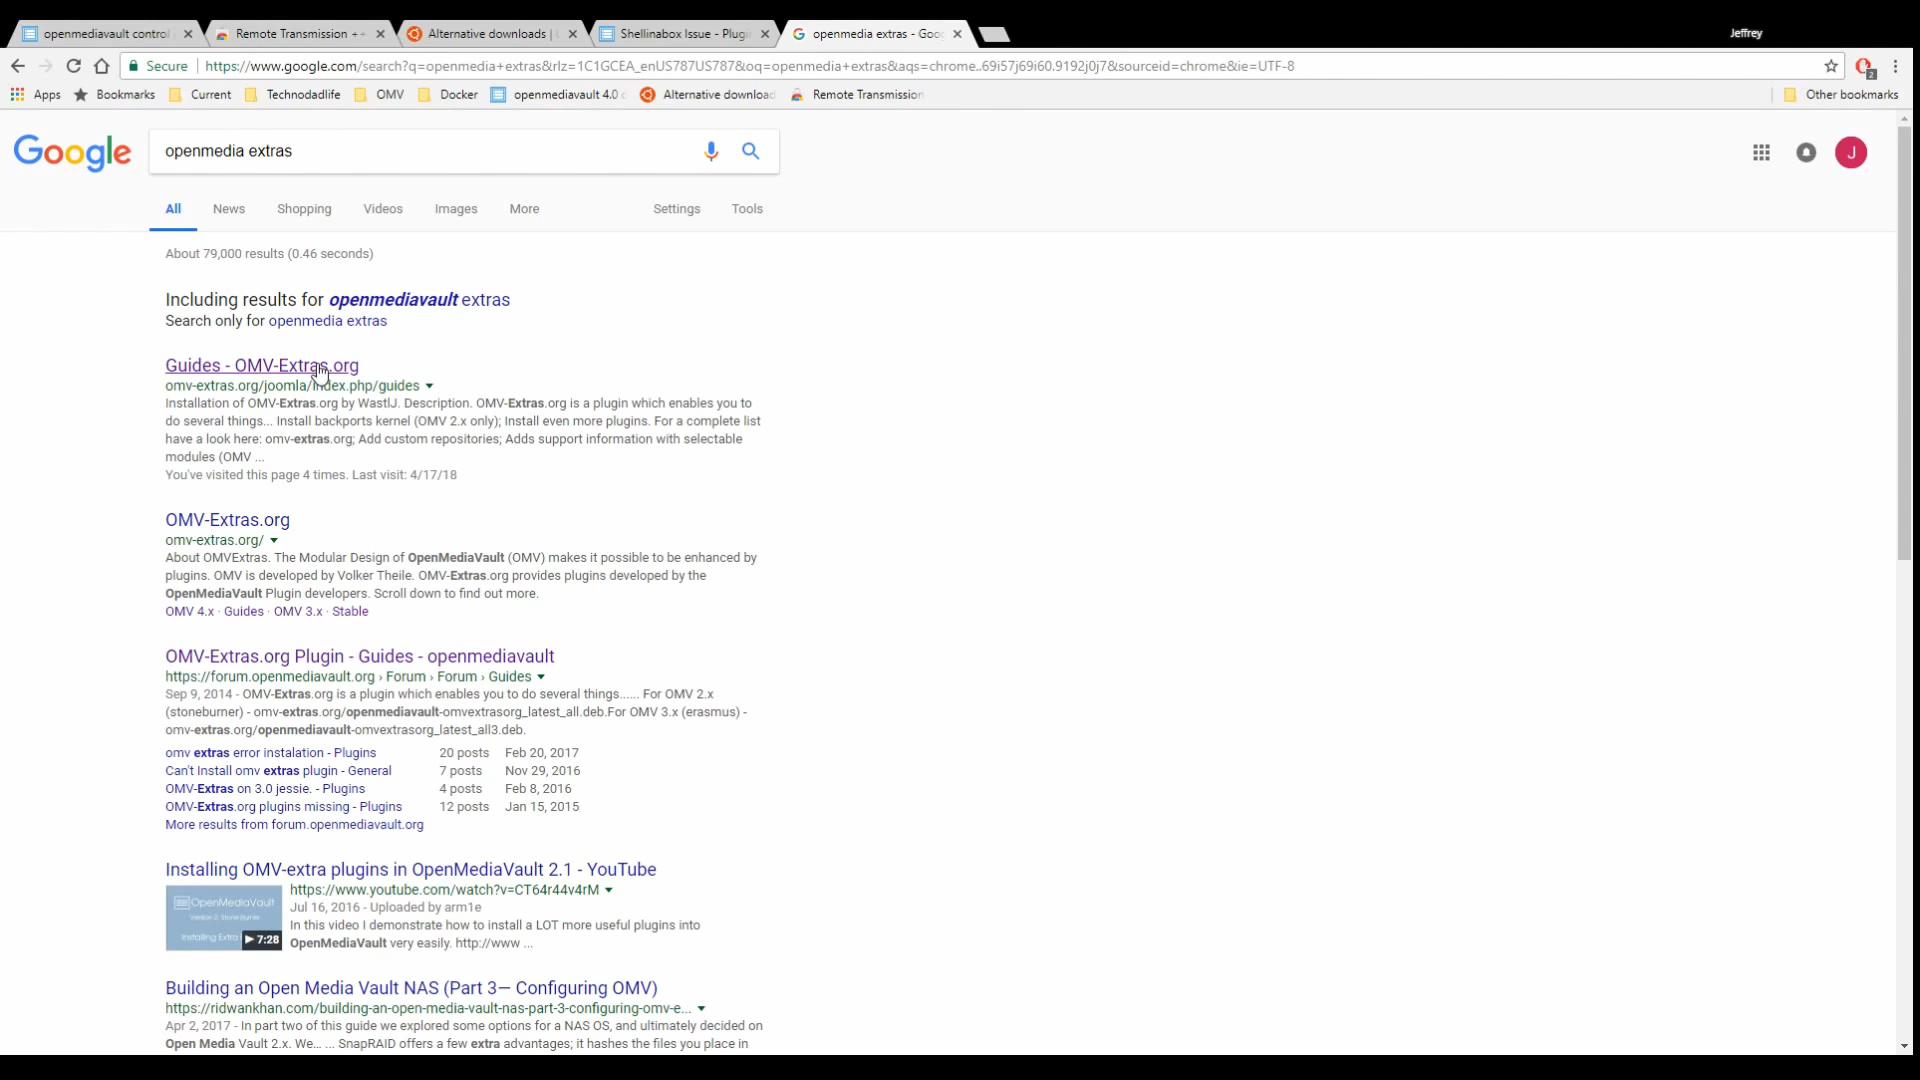 openmediavault control
Remote Transmission +
Alternative downloads |
Shellinabox Issue - Plugi
openmedia extras - Goo
Jeffrey
Secure
https://www.google.com/search?q=openmedia+extras&rlz=1C1GCEA_enUS787US787&oq=openmedia+extras&aqs=chrome..69i57j69i60.9192j0j7&sourceid=chrome&ie=UTF-8
2
Apps
Bookmarks
Current
Technodadlife
OMV
Docker
openmediavault 4.0
Alternative download
Remote Transmission
Other bookmarks
Google
openmedia extras
J
All
News
Shopping
Videos
Images
More
Settings
Tools
About 79,000 results (0.46 seconds)
Including results for openmediavault extras
Search only for openmedia extras
Guides - OMV-Extras.org
omv-extras.org/joomla/index.php/guides
Installation of OMV-Extras.org by WastlJ. Description. OMV-Extras.org is a plugin which enables you to
do several things... Install backports kernel (OMV 2.x only); Install even more plugins. For a complete list
have a look here: omv-extras.org; Add custom repositories; Adds support information with selectable
modules (OMV ...
You've visited this page 4 times. Last visit: 4/17/18
OMV-Extras.org
omv-extras.org/
About OMVExtras. The Modular Design of OpenMediaVault (OMV) makes it possible to be enhanced by
plugins. OMV is developed by Volker Theile. OMV-Extras.org provides plugins developed by the
OpenMediaVault Plugin developers. Scroll down to find out more.
OMV 4.x · Guides · OMV 3.x · Stable
OMV-Extras.org Plugin - Guides - openmediavault
https://forum.openmediavault.org › Forum › Forum › Guides
Sep 9, 2014 - OMV-Extras.org is a plugin which enables you to do several things...... For OMV 2.x
(stoneburner) - omv-extras.org/openmediavault-omvextrasorg_latest_all.deb.For OMV 3.x (erasmus) -
omv-extras.org/openmediavault-omvextrasorg_latest_all3.deb.
omv extras error instalation - Plugins 20 posts Feb 20, 2017
Can't Install omv extras plugin - General 7 posts Nov 29, 2016
OMV-Extras on 3.0 jessie. - Plugins 4 posts Feb 8, 2016
OMV-Extras.org plugins missing - Plugins 12 posts Jan 15, 2015
More results from forum.openmediavault.org
Installing OMV-extra plugins in OpenMediaVault 2.1 - YouTube
https://www.youtube.com/watch?v=CT64r44v4rM
Jul 16, 2016 - Uploaded by arm1e
In this video I demonstrate how to install a LOT more useful plugins into
OpenMediaVault very easily. http://www ...
OpenMediaVault
Installing Extra
7:28
Building an Open Media Vault NAS (Part 3— Configuring OMV)
https://ridwankhan.com/building-an-open-media-vault-nas-part-3-configuring-omv-e...
Apr 2, 2017 - In part two of this guide we explored some options for a NAS OS, and ultimately decided on
Open Media Vault 2.x. We... ... SnapRAID offers a few extra advantages; it hashes the files you place in